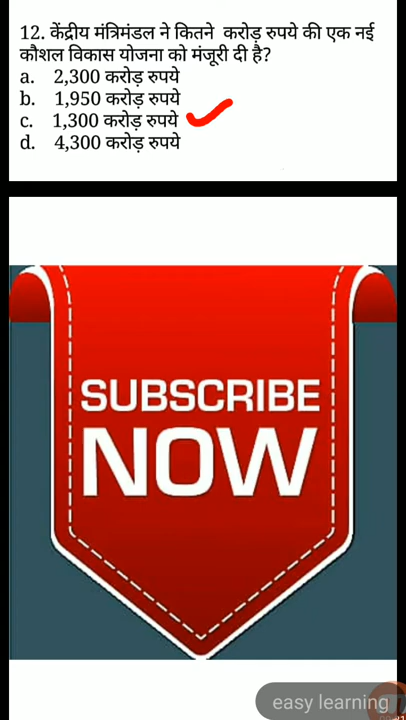 12. केंद्रीय मंत्रिमंडल ने कितने करोड़ रुपये की एक नई
कौशल विकास योजना को मंजूरी दी है?
a. 2,300 करोड़ रुपये
b. 1,950 करोड़ रुपये
c. 1,300 करोड़ रुपये
d. 4,300 करोड़ रुपये
SUBSCRIBE
NOW
easy learning